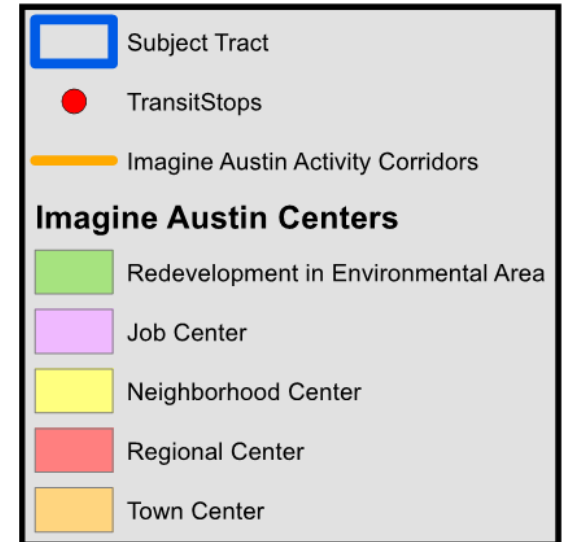 Subject Tract
TransitStops
Imagine Austin Activity Corridors
Imagine Austin Centers
Redevelopment in Environmental Area
Job Center
Neighborhood Center
Regional Center
Town Center